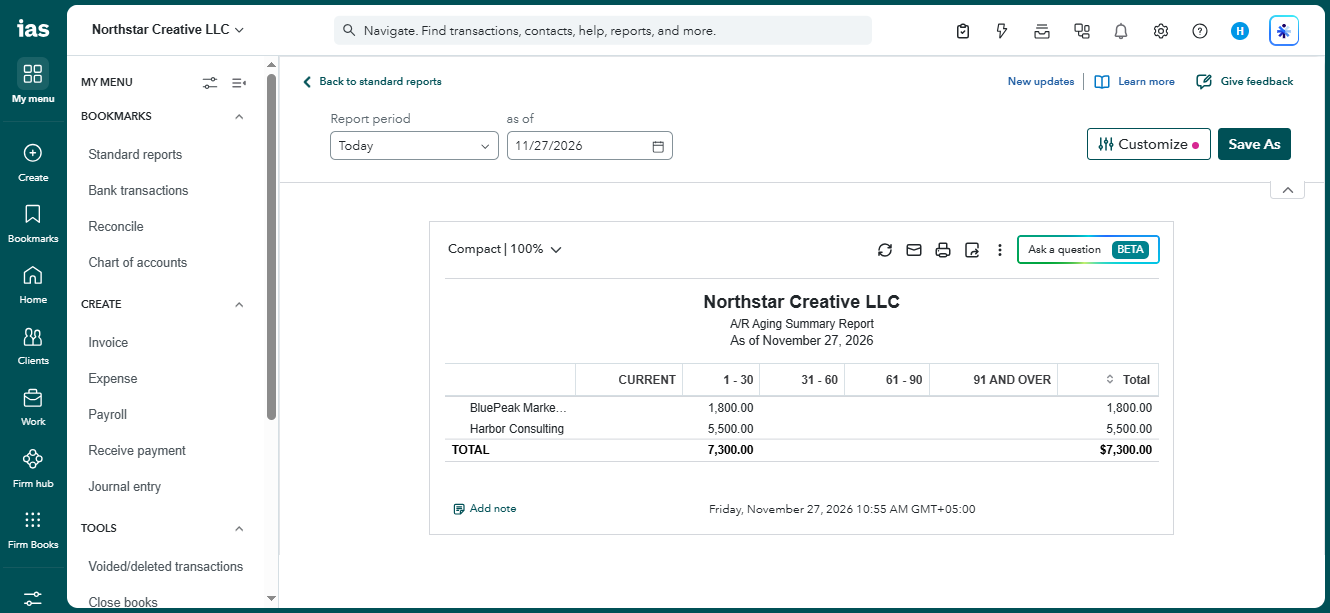 ias
Northstar Creative LLC
Navigate. Find transactions, contacts, help, reports, and more.
H
My menu
Create
Bookmarks
Home
Clients
Work
Firm hub
Firm Books
MY MENU
BOOKMARKS
Standard reports
Bank transactions
Reconcile
Chart of accounts
CREATE
Invoice
Expense
Payroll
Receive payment
Journal entry
TOOLS
Voided/deleted transactions
Close books
Back to standard reports
New updates Learn more Give feedback
Report period as of
Today 11/27/2026
Customize Save As
Compact | 100% Ask a question BETA
Northstar Creative LLC
A/R Aging Summary Report
As of November 27, 2026
CURRENT 1 - 30 31 - 60 61 - 90 91 AND OVER Total
BluePeak Marke… 1,800.00 1,800.00
Harbor Consulting 5,500.00 5,500.00
TOTAL 7,300.00 $7,300.00
Add note Friday, November 27, 2026 10:55 AM GMT+05:00